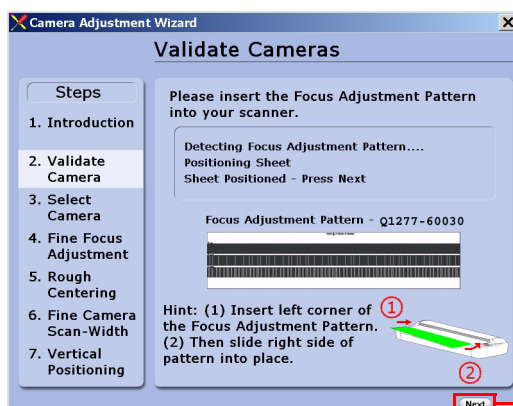 Camera Adjustment Wizard
Validate Cameras
Steps
1. Introduction
2. Validate
Camera
3. Select
Camera
4. Fine Focus
Adjustment
5. Rough
Centering
6. Fine Camera
Scan-Width
7. Vertical
Positioning
Please insert the Focus Adjustment Pattern
into your scanner.
Detecting Focus Adjustment Pattern....
Positioning Sheet
Sheet Positioned - Press Next
Focus Adjustment Pattern - Q1277-60030
Hint: (1) Insert left corner of
the Focus Adjustment Pattern.
(2) Then slide right side of
pattern into place.
1
2
Next